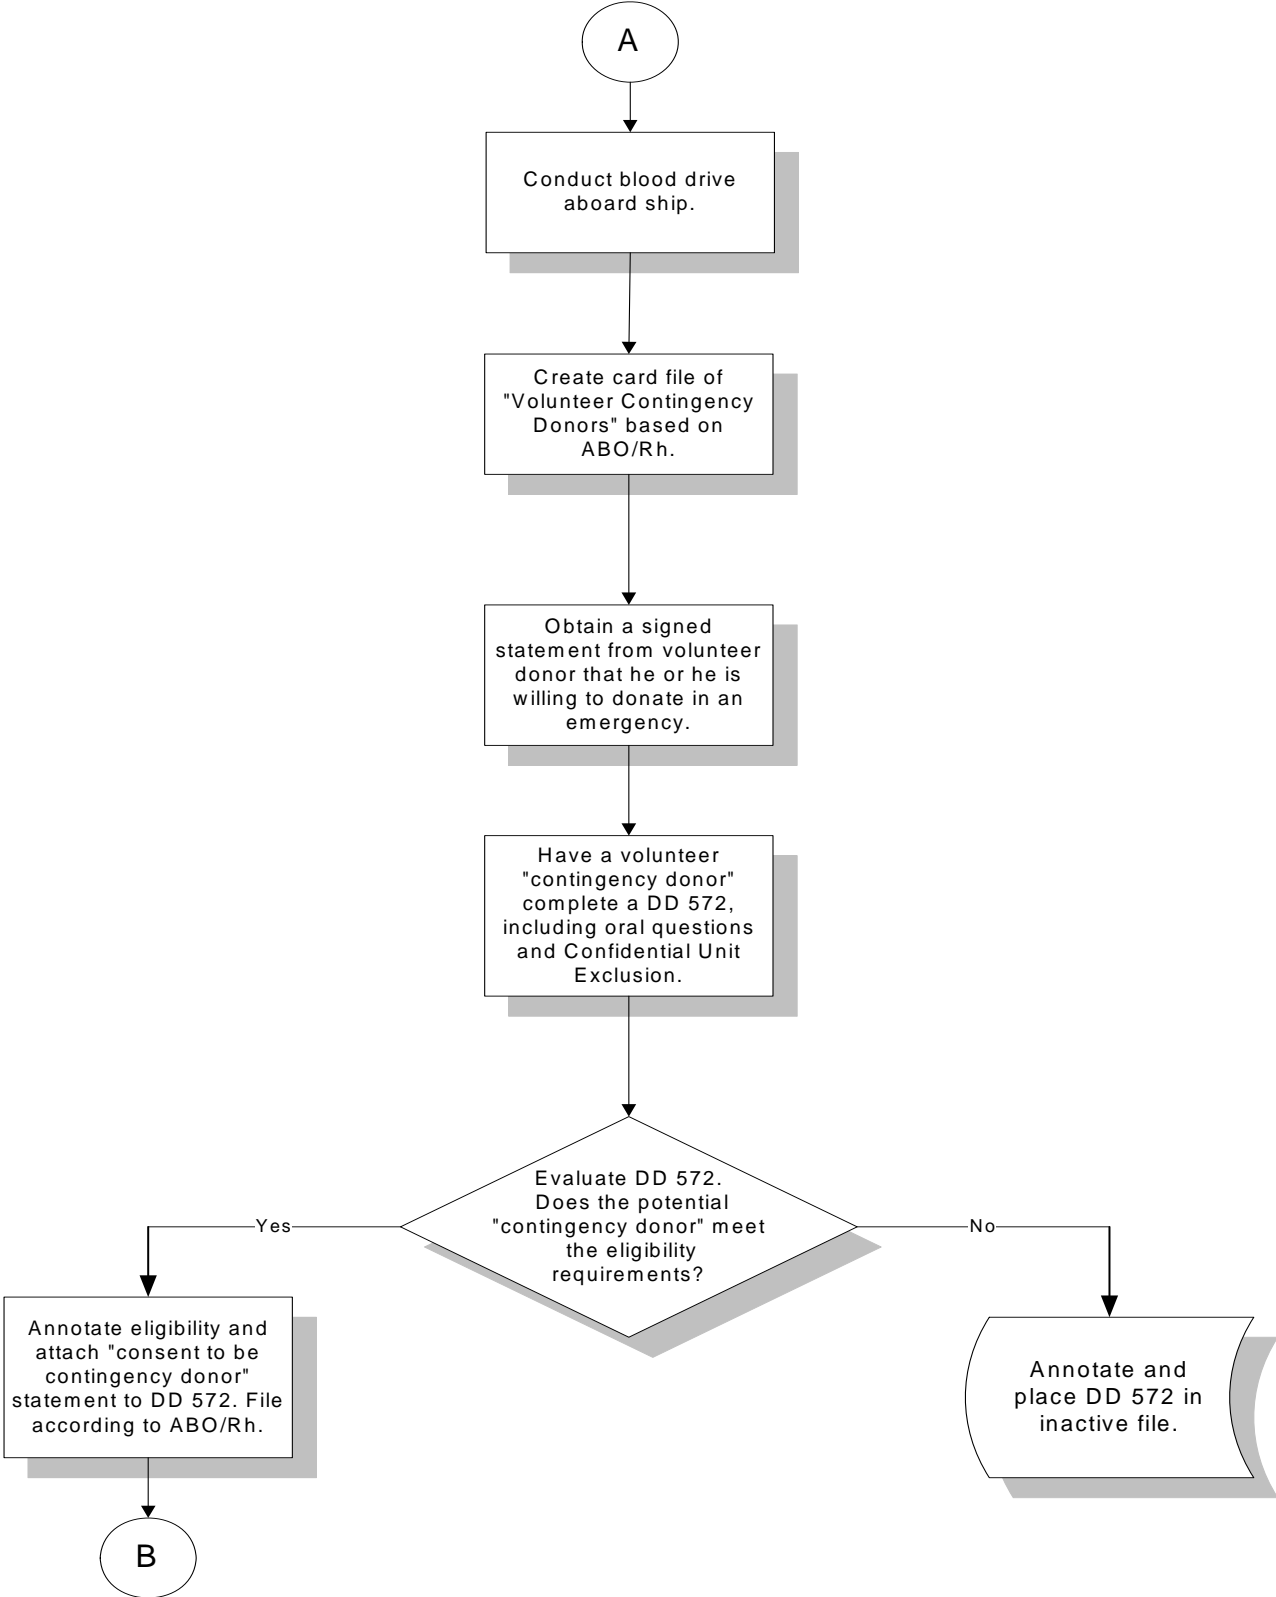 A
Conduct blood drive
aboard ship.
Create card file of
"Volunteer Contingency
Donors" based on
ABO/Rh.
Obtain a signed
statement from volunteer
donor that he or he is
willing to donate in an
emergency.
Have a volunteer
"contingency donor"
complete a DD 572,
including oral questions
and Confidential Unit
Exclusion.
Evaluate DD 572.
Does the potential
"contingency donor" meet
the eligibility
requirements?
Yes
No
Annotate eligibility and
attach "consent to be
contingency donor"
statement to DD 572. File
according to ABO/Rh.
Annotate and
place DD 572 in
inactive file.
B